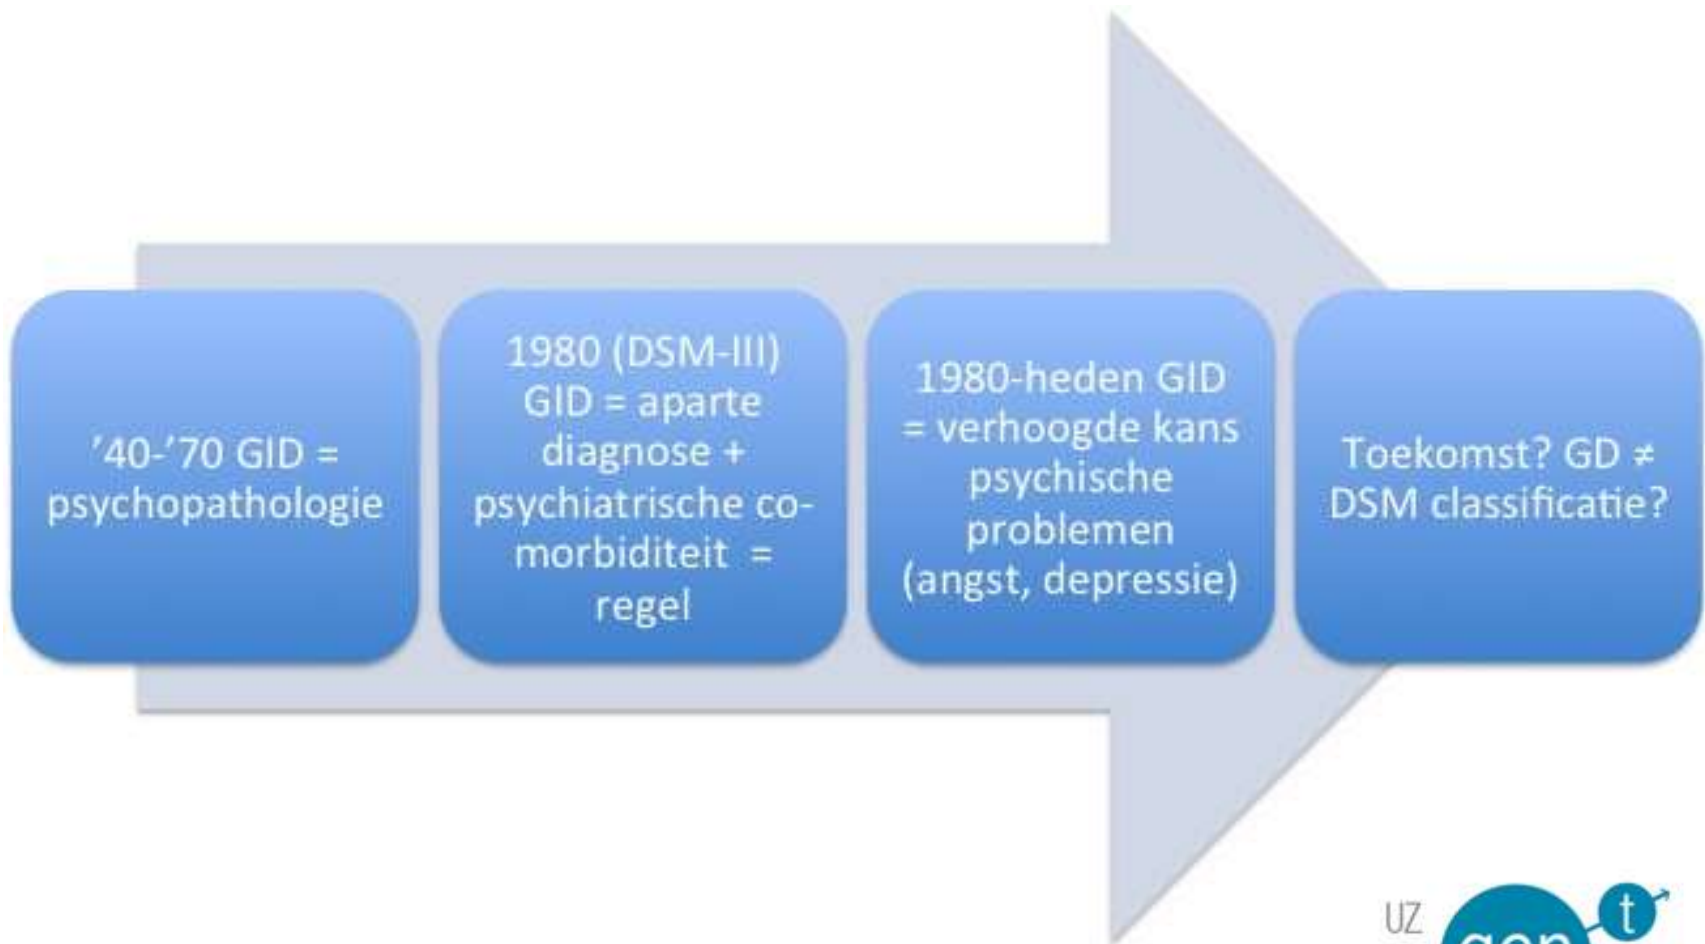 '40-'70 GID =
psychopathologie
1980 (DSM-III)
GID = aparte
diagnose +
psychiatrische co-
morbiditeit =
regel
1980-heden GID
= verhoogde kans
psychische
problemen
(angst, depressie)
Toekomst? GD ≠
DSM classificatie?
UZ
gen t